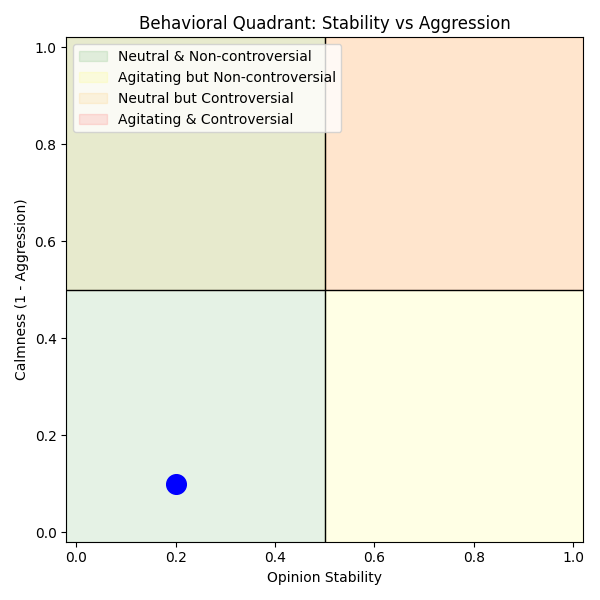 Behavioral Quadrant: Stability vs Aggression
Neutral & Non-controversial
Agitating but Non-controversial
Neutral but Controversial
Agitating & Controversial
1.0
0.8
0.6
0.4
0.2
0.0
Calmness (1 - Aggression)
0.0 0.2 0.4 0.6 0.8 1.0
Opinion Stability